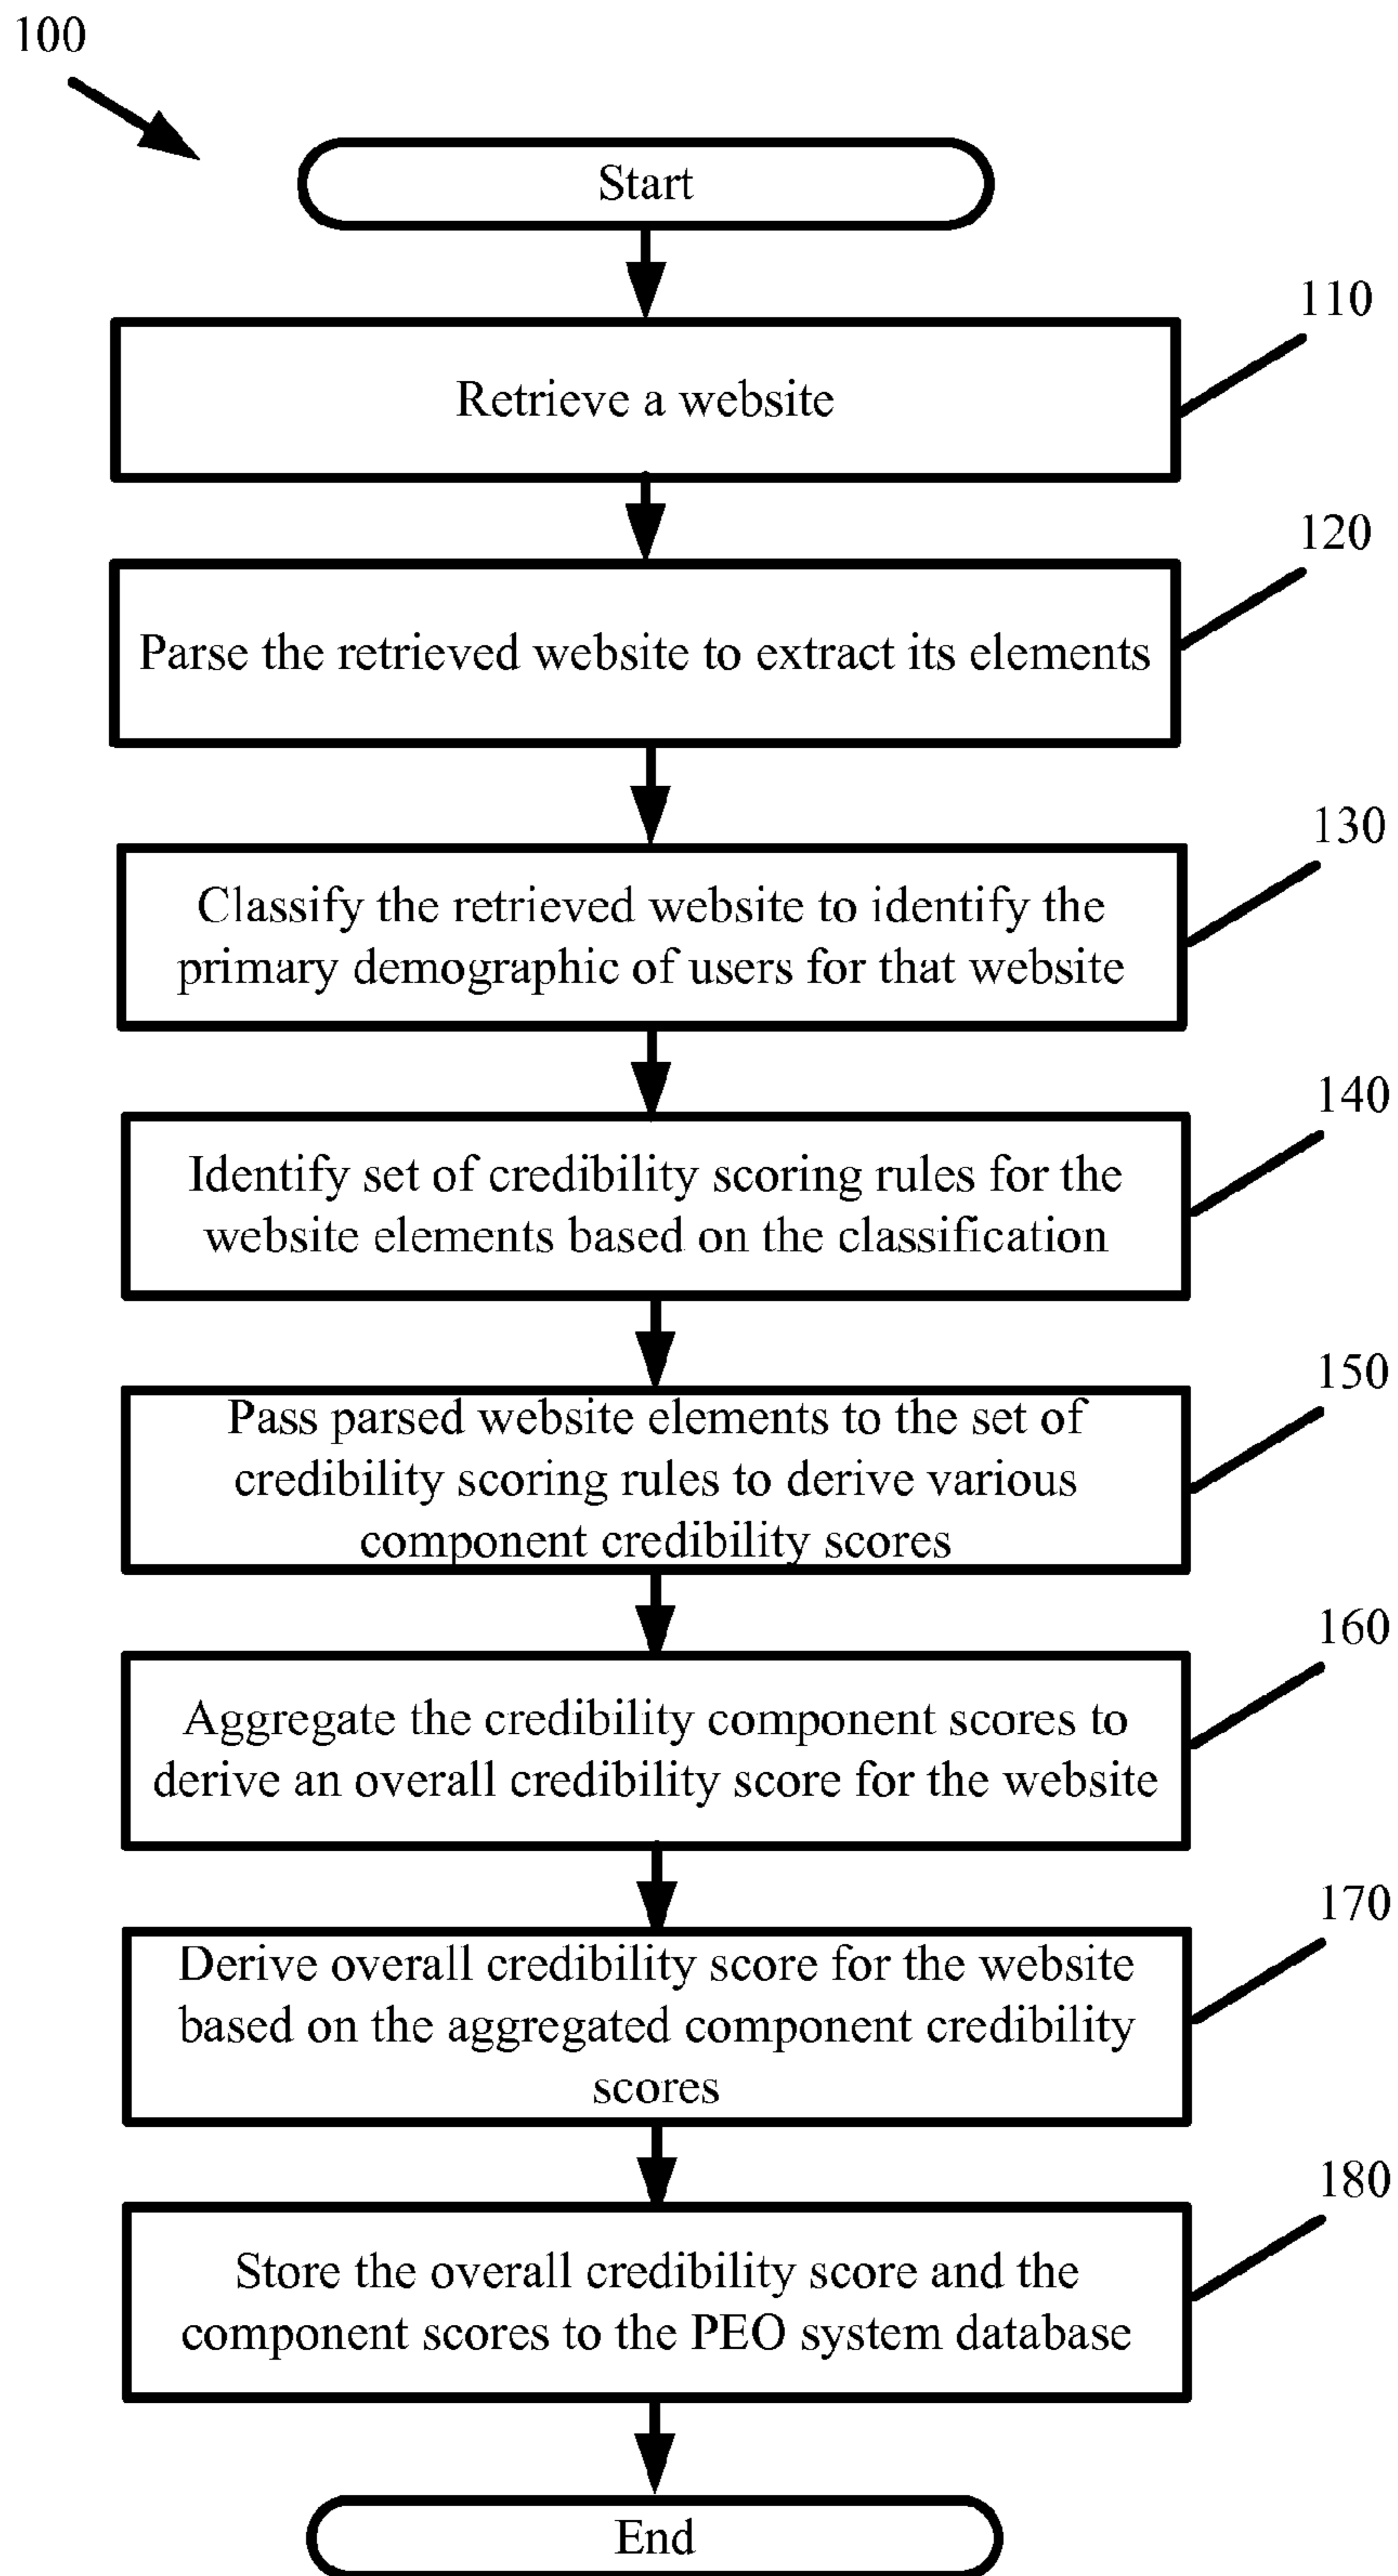 100
Start
110
Retrieve a website
120
Parse the retrieved website to extract its elements
130
Classify the retrieved website to identify the
primary demographic of users for that website
140
Identify set of credibility scoring rules for the
website elements based on the classification
150
Pass parsed website elements to the set of
credibility scoring rules to derive various
component credibility scores
160
Aggregate the credibility component scores to
derive an overall credibility score for the website
170
Derive overall credibility score for the website
based on the aggregated component credibility
scores
180
Store the overall credibility score and the
component scores to the PEO system database
End